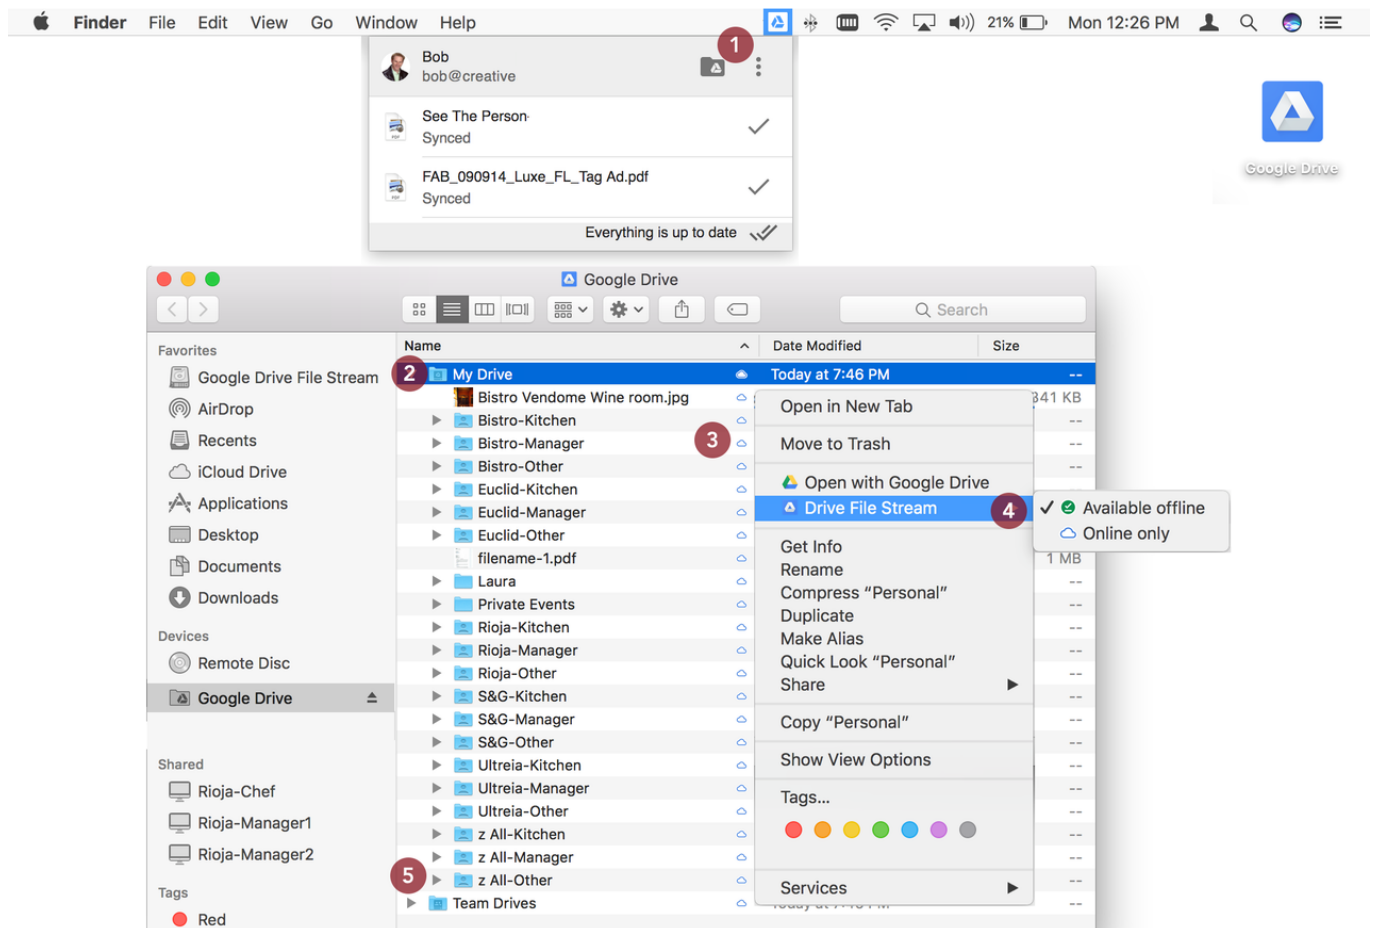 Finder File Edit View Go Window Help 21% Mon 12:26 PM
1
Bob
bob@creative
See The Person
Synced
FAB_090914_Luxe_FL_Tag Ad.pdf
Synced
Everything is up to date
Google Drive
Google Drive
Search
Name Date Modified Size
Favorites
Google Drive File Stream
AirDrop
Recents
iCloud Drive
Applications
Desktop
Documents
Downloads
Devices
Remote Disc
Google Drive
Shared
Rioja-Chef
Rioja-Manager1
Rioja-Manager2
Tags
Red
2 My Drive Today at 7:46 PM --
Bistro Vendome Wine room.jpg 341 KB
Bistro-Kitchen --
3
Bistro-Manager --
Bistro-Other --
Euclid-Kitchen --
Euclid-Manager
Euclid-Other
filename-1.pdf 1 MB
Laura --
Private Events --
Rioja-Kitchen --
Rioja-Manager --
Rioja-Other --
S&G-Kitchen --
S&G-Manager --
S&G-Other --
Ultreia-Kitchen --
Ultreia-Manager --
Ultreia-Other --
z All-Kitchen --
z All-Manager --
5
z All-Other --
Team Drives --
Open in New Tab
Move to Trash
Open with Google Drive
Drive File Stream 4
Available offline
Online only
Get Info
Rename
Compress “Personal”
Duplicate
Make Alias
Quick Look “Personal”
Share
Copy “Personal”
Show View Options
Tags...
Services